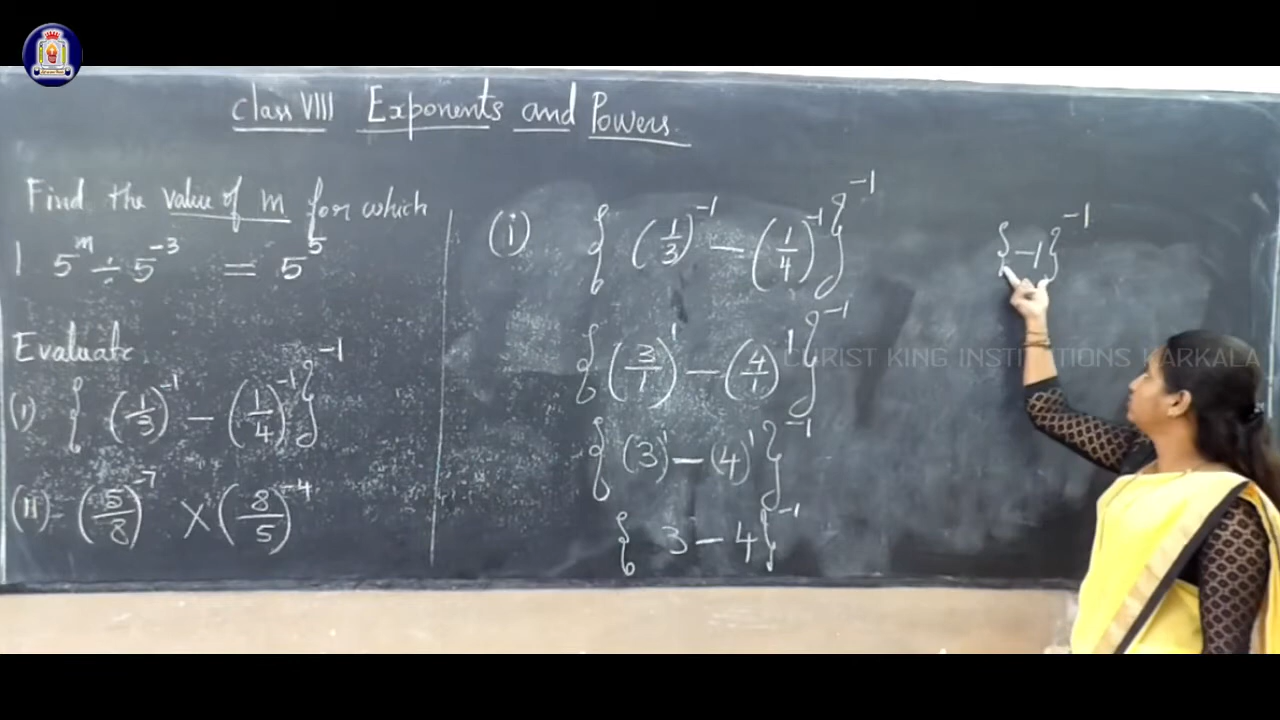 Class VIII Exponents and Powers.
Find the value of m for which
1 5^m ÷ 5^-3 = 5^5
Evaluate
(i) { (1/3)^-1 - (1/4)^-1 }^-1
(ii) (5/8)^-7 × (8/5)^-4
(i) { (1/3)^-1 - (1/4)^-1 }^-1
{ (3/1)^1 - (4/1)^1 }^-1
{ (3)^1 - (4)^1 }^-1
{ 3 - 4 }^-1
{ -1 }^-1
CHRIST KING INSTITUTIONS KARKALA